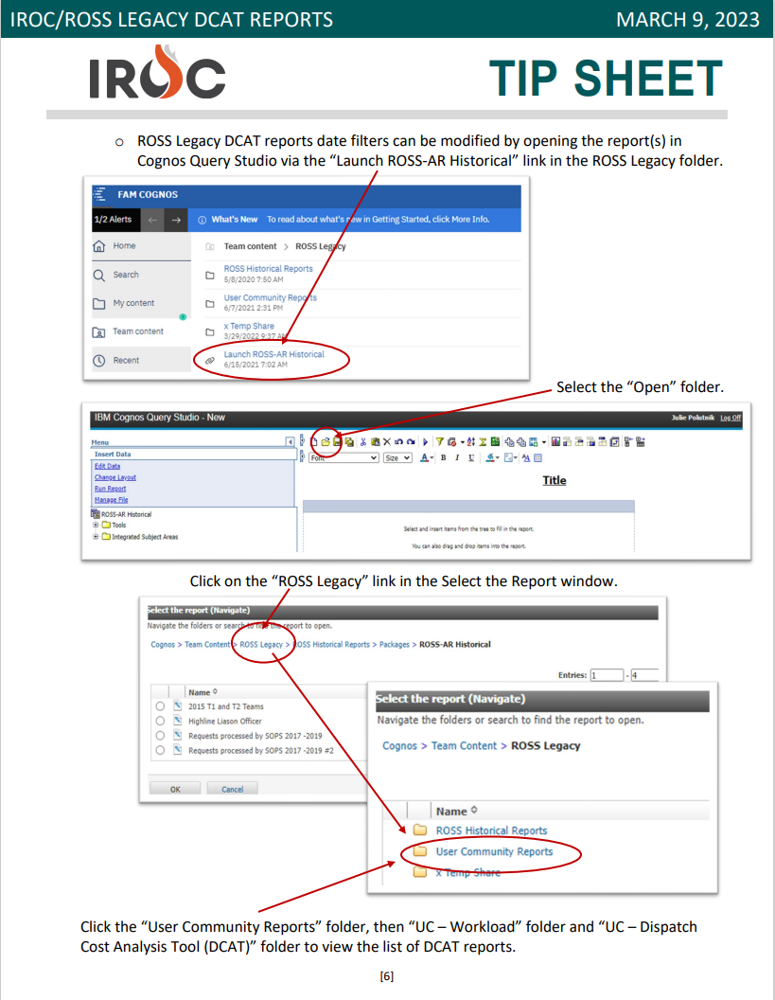 IROC/ROSS LEGACY DCAT REPORTS MARCH 9, 2023
IROC TIP SHEET
o ROSS Legacy DCAT reports date filters can be modified by opening the report(s) in
Cognos Query Studio via the “Launch ROSS-AR Historical” link in the ROSS Legacy folder.
FAM COGNOS
1/2 Alerts ← → What's New To read about what's new in Getting Started, click More Info.
Home Team content > ROSS Legacy
ROSS Historical Reports
Search 5/8/2020 7:50 AM
User Community Reports
My content 6/7/2021 2:31 PM
x Temp Share
Team content 3/29/2022 9:37 AM
Launch ROSS-AR Historical
Recent 6/15/2021 7:02 AM
Select the “Open” folder.
IBM Cognos Query Studio - New Julie Polutnik Log Off
Menu
Insert Data
Edit Data Font Size A B I U
Change Layout
Run Report Title
Manage File
ROSS-AR Historical
Tools Select and insert items from the tree to fill in the report.
Integrated Subject Areas
You can also drag and drop items into the report.
Click on the “ROSS Legacy” link in the Select the Report window.
Select the report (Navigate)
Navigate the folders or search to find the report to open.
Cognos > Team Content > ROSS Legacy > ROSS Historical Reports > Packages > ROSS-AR Historical
Entries: 1 - 4
Name
2015 T1 and T2 Teams
Highline Liason Officer
Requests processed by SOPS 2017 -2019
Requests processed by SOPS 2017 -2019 #2
OK Cancel
Select the report (Navigate)
Navigate the folders or search to find the report to open.
Cognos > Team Content > ROSS Legacy
Name
ROSS Historical Reports
User Community Reports
x Temp Share
Click the “User Community Reports” folder, then “UC – Workload” folder and “UC – Dispatch
Cost Analysis Tool (DCAT)” folder to view the list of DCAT reports.
[6]